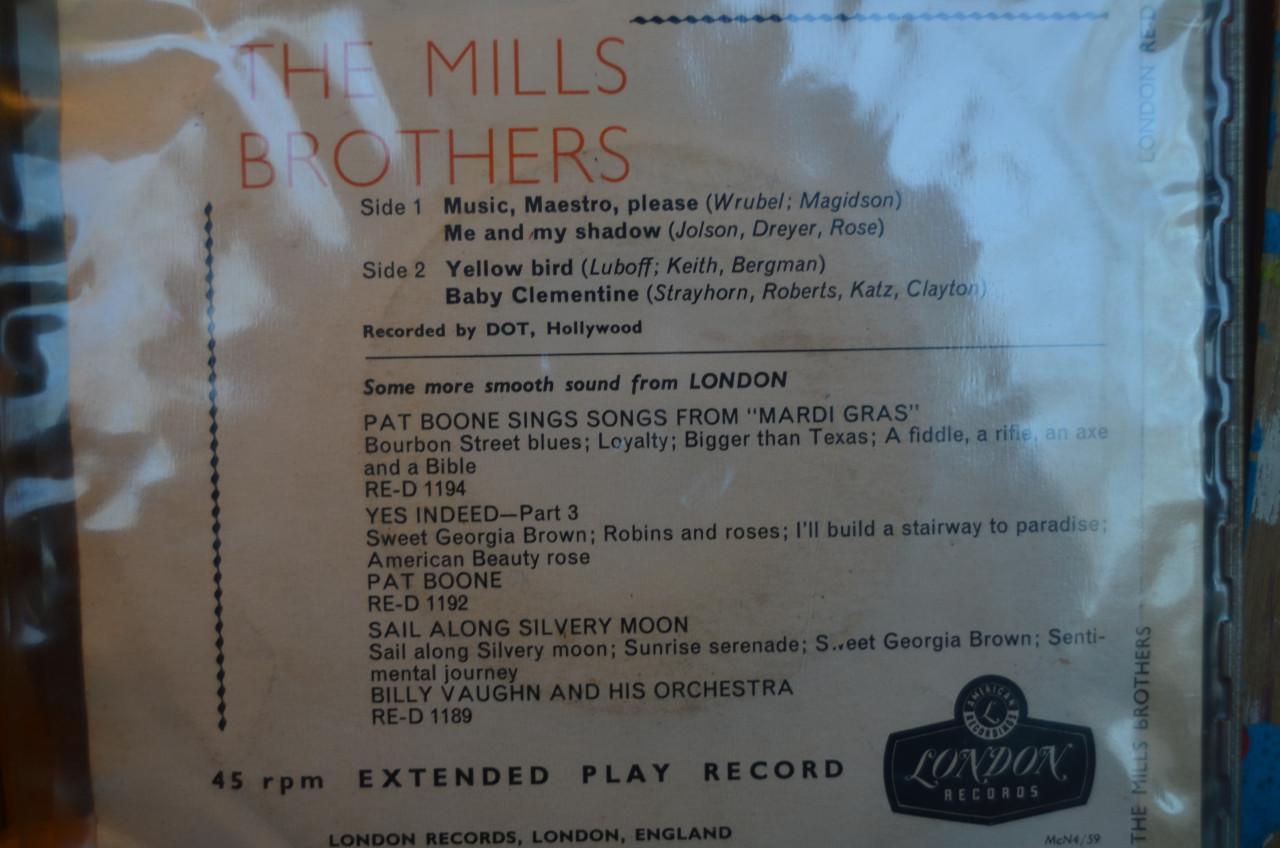 THE MILLS
BROTHERS
Side 1 Music, Maestro, please (Wrubel; Magidson)
Me and my shadow (Jolson, Dreyer, Rose)
Side 2 Yellow bird (Luboff; Keith, Bergman)
Baby Clementine (Strayhorn, Roberts, Katz, Clayton)
Recorded by DOT, Hollywood
Some more smooth sound from LONDON
PAT BOONE SINGS SONGS FROM "MARDI GRAS"
Bourbon Street blues; Loyalty; Bigger than Texas; A fiddle, a rifle, an axe
and a Bible
RE-D 1194
YES INDEED—Part 3
Sweet Georgia Brown; Robins and roses; I'll build a stairway to paradise;
American Beauty rose
PAT BOONE
RE-D 1192
SAIL ALONG SILVERY MOON
Sail along Silvery moon; Sunrise serenade; Sweet Georgia Brown; Senti-
mental journey
BILLY VAUGHN AND HIS ORCHESTRA
RE-D 1189
45 rpm EXTENDED PLAY RECORD
LONDON RECORDS, LONDON, ENGLAND
AMERICAN
L
RECORDINGS
LONDON
RECORDS
McN4/59
THE MILLS BROTHERS
LONDON RED